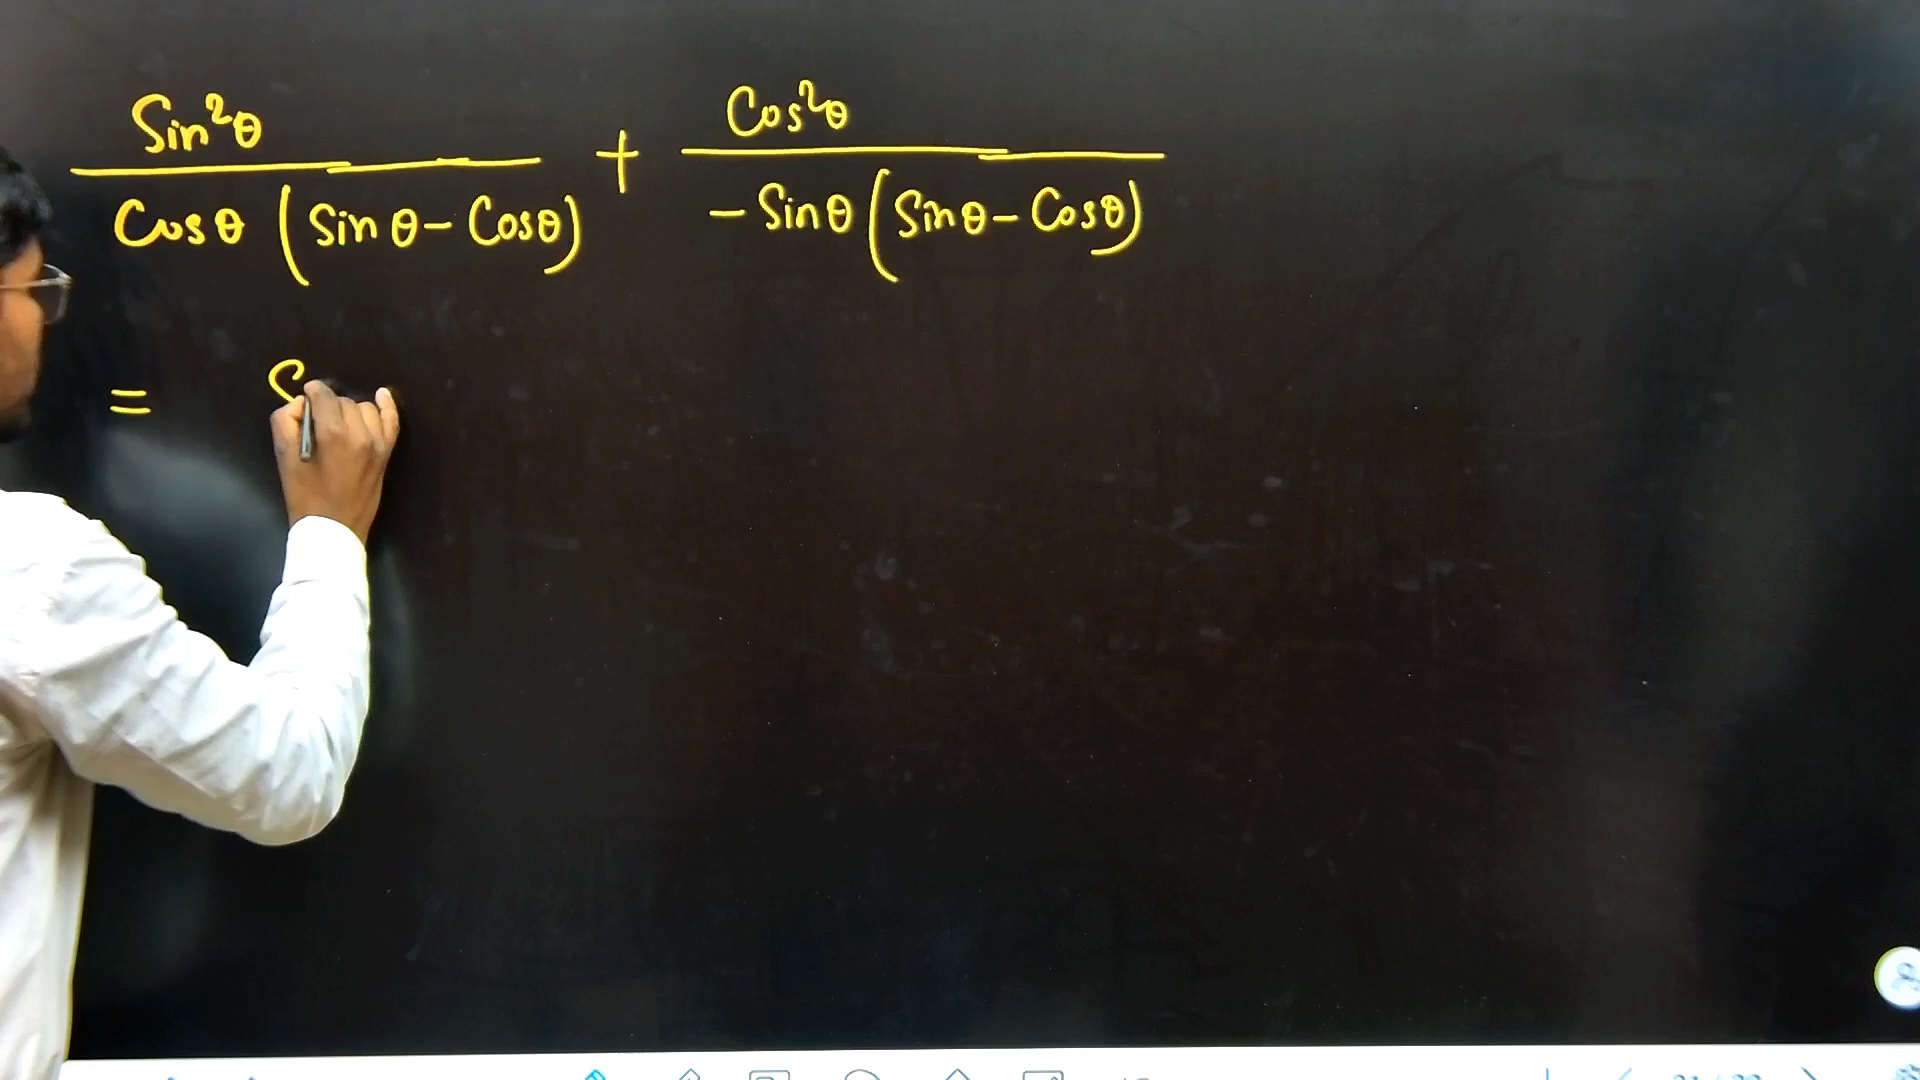 Sin²θ / Cosθ (Sinθ - Cosθ) + Cos²θ / -Sinθ (Sinθ - Cosθ)
= S